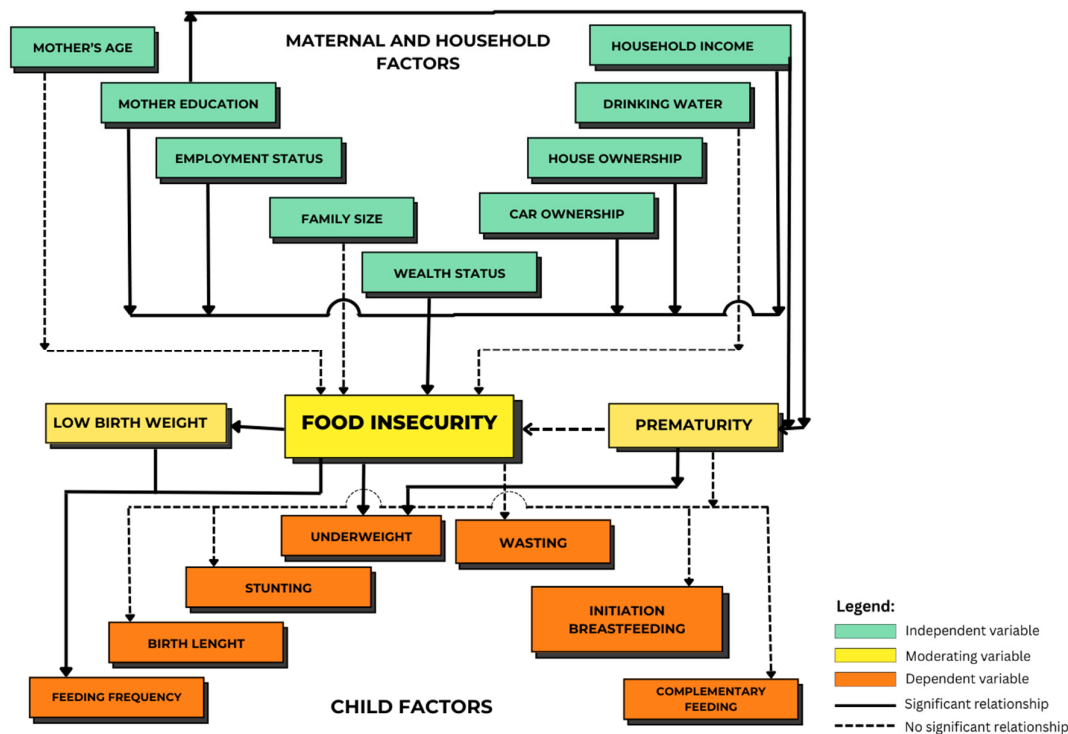 MOTHER'S AGE
MATERNAL AND HOUSEHOLD
FACTORS
HOUSEHOLD INCOME
MOTHER EDUCATION
DRINKING WATER
EMPLOYMENT STATUS
HOUSE OWNERSHIP
FAMILY SIZE
CAR OWNERSHIP
WEALTH STATUS
LOW BIRTH WEIGHT
FOOD INSECURITY
PREMATURITY
UNDERWEIGHT
WASTING
STUNTING
INITIATION
BREASTFEEDING
BIRTH LENGHT
FEEDING FREQUENCY
COMPLEMENTARY
FEEDING
CHILD FACTORS
Legend:
Independent variable
Moderating variable
Dependent variable
Significant relationship
No significant relationship